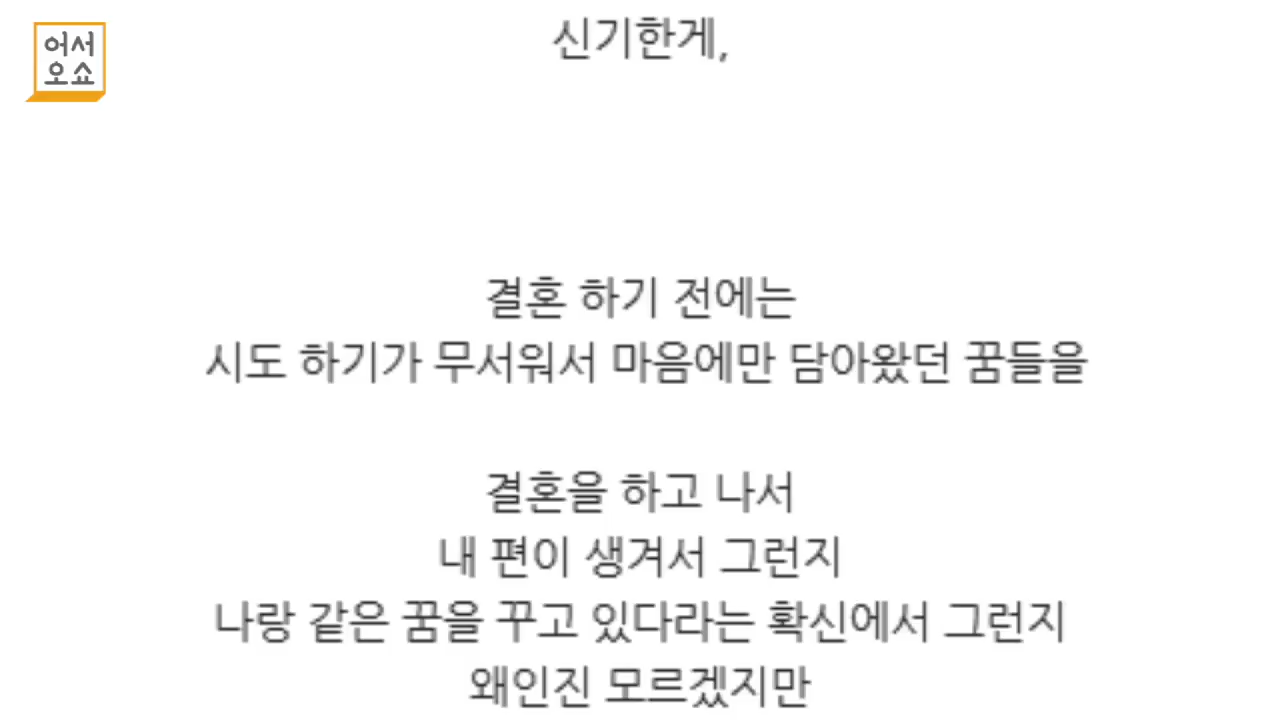 어서
오쇼
신기한게,
결혼 하기 전에는
시도 하기가 무서워서 마음에만 담아왔던 꿈들을
결혼을 하고 나서
내 편이 생겨서 그런지
나랑 같은 꿈을 꾸고 있다라는 확신에서 그런지
왜인진 모르겠지만